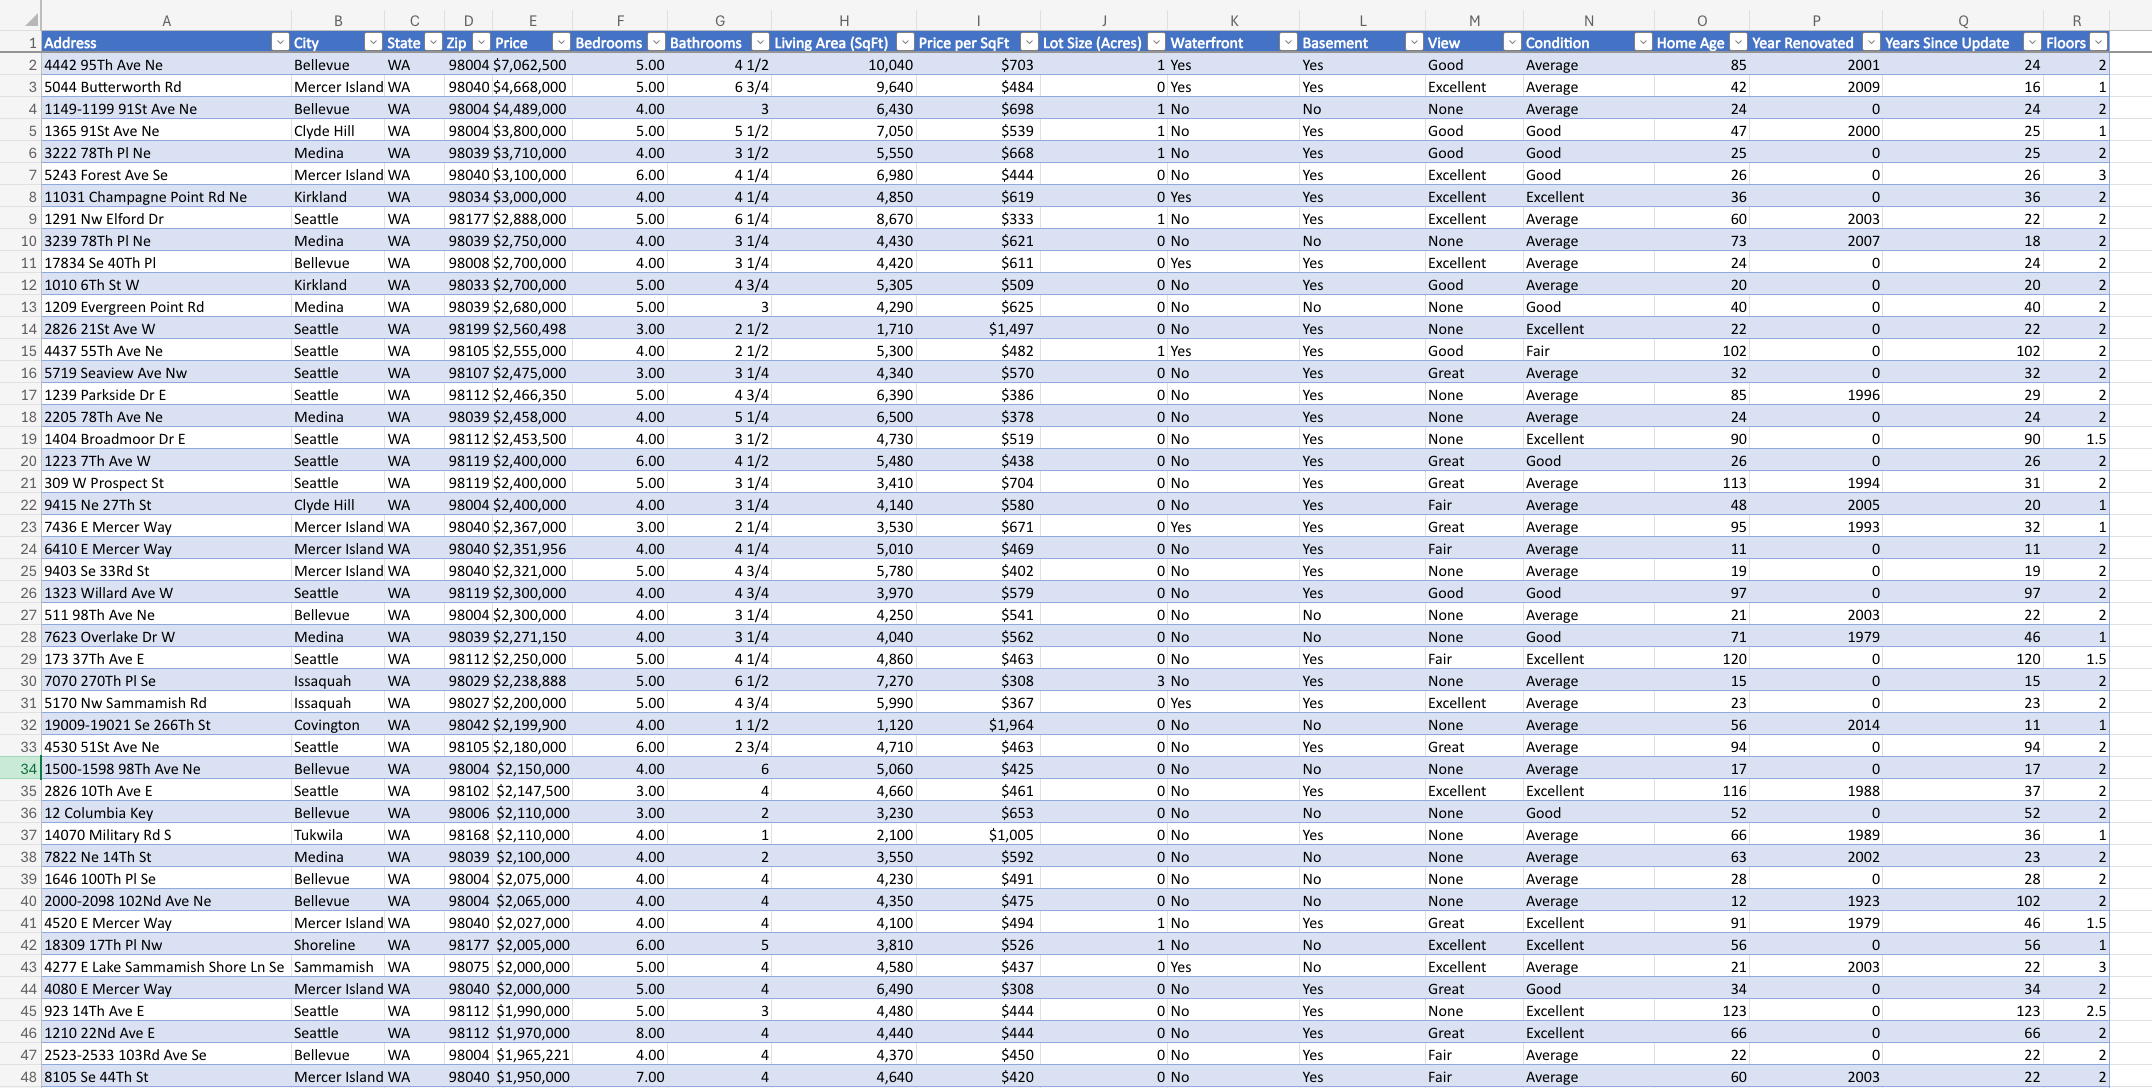 A B C D E F G H I J K L M N O P Q R
1 Address City State Zip Price Bedrooms Bathrooms Living Area (SqFt) Price per SqFt Lot Size (Acres) Waterfront Basement View Condition Home Age Year Renovated Years Since Update Floors
2 4442 95Th Ave Ne Bellevue WA 98004 $7,062,500 5.00 4 1/2 10,040 $703 1 Yes Yes Good Average 85 2001 24 2
3 5044 Butterworth Rd Mercer Island WA 98040 $4,668,000 5.00 6 3/4 9,640 $484 0 Yes Yes Excellent Average 42 2009 16 1
4 1149-1199 91St Ave Ne Bellevue WA 98004 $4,489,000 4.00 3 6,430 $698 1 No No None Average 24 0 24 2
5 1365 91St Ave Ne Clyde Hill WA 98004 $3,800,000 5.00 5 1/2 7,050 $539 1 No Yes Good Good 47 2000 25 1
6 3222 78Th Pl Ne Medina WA 98039 $3,710,000 4.00 3 1/2 5,550 $668 1 No Yes Good Good 25 0 25 2
7 5243 Forest Ave Se Mercer Island WA 98040 $3,100,000 6.00 4 1/4 6,980 $444 0 No Yes Excellent Good 26 0 26 3
8 11031 Champagne Point Rd Ne Kirkland WA 98034 $3,000,000 4.00 4 1/4 4,850 $619 0 Yes Yes Excellent Excellent 36 0 36 2
9 1291 Nw Elford Dr Seattle WA 98177 $2,888,000 5.00 6 1/4 8,670 $333 1 No Yes Excellent Average 60 2003 22 2
10 3239 78Th Pl Ne Medina WA 98039 $2,750,000 4.00 3 1/4 4,430 $621 0 No No None Average 73 2007 18 2
11 17834 Se 40Th Pl Bellevue WA 98008 $2,700,000 4.00 3 1/4 4,420 $611 0 Yes Yes Excellent Average 24 0 24 2
12 1010 6Th St W Kirkland WA 98033 $2,700,000 5.00 4 3/4 5,305 $509 0 No Yes Good Average 20 0 20 2
13 1209 Evergreen Point Rd Medina WA 98039 $2,680,000 5.00 3 4,290 $625 0 No No None Good 40 0 40 2
14 2826 21St Ave W Seattle WA 98199 $2,560,498 3.00 2 1/2 1,710 $1,497 0 No Yes None Excellent 22 0 22 2
15 4437 55Th Ave Ne Seattle WA 98105 $2,555,000 4.00 2 1/2 5,300 $482 1 Yes Yes Good Fair 102 0 102 2
16 5719 Seaview Ave Nw Seattle WA 98107 $2,475,000 3.00 3 1/4 4,340 $570 0 No Yes Great Average 32 0 32 2
17 1239 Parkside Dr E Seattle WA 98112 $2,466,350 5.00 4 3/4 6,390 $386 0 No Yes None Average 85 1996 29 2
18 2205 78Th Ave Ne Medina WA 98039 $2,458,000 4.00 5 1/4 6,500 $378 0 No Yes None Average 24 0 24 2
19 1404 Broadmoor Dr E Seattle WA 98112 $2,453,500 4.00 3 1/2 4,730 $519 0 No Yes None Excellent 90 0 90 1.5
20 1223 7Th Ave W Seattle WA 98119 $2,400,000 6.00 4 1/2 5,480 $438 0 No Yes Great Good 26 0 26 2
21 309 W Prospect St Seattle WA 98119 $2,400,000 5.00 3 1/4 3,410 $704 0 No Yes Great Average 113 1994 31 2
22 9415 Ne 27Th St Clyde Hill WA 98004 $2,400,000 4.00 3 1/4 4,140 $580 0 No Yes Fair Average 48 2005 20 1
23 7436 E Mercer Way Mercer Island WA 98040 $2,367,000 3.00 2 1/4 3,530 $671 0 Yes Yes Great Average 95 1993 32 1
24 6410 E Mercer Way Mercer Island WA 98040 $2,351,956 4.00 4 1/4 5,010 $469 0 No Yes Fair Average 11 0 11 2
25 9403 Se 33Rd St Mercer Island WA 98040 $2,321,000 5.00 4 3/4 5,780 $402 0 No Yes None Average 19 0 19 2
26 1323 Willard Ave W Seattle WA 98119 $2,300,000 4.00 4 3/4 3,970 $579 0 No Yes Good Good 97 0 97 2
27 511 98Th Ave Ne Bellevue WA 98004 $2,300,000 4.00 3 1/4 4,250 $541 0 No No None Average 21 2003 22 2
28 7623 Overlake Dr W Medina WA 98039 $2,271,150 4.00 3 1/4 4,040 $562 0 No No None Good 71 1979 46 1
29 173 37Th Ave E Seattle WA 98112 $2,250,000 5.00 4 1/4 4,860 $463 0 No Yes Fair Excellent 120 0 120 1.5
30 7070 270Th Pl Se Issaquah WA 98029 $2,238,888 5.00 6 1/2 7,270 $308 3 No Yes None Average 15 0 15 2
31 5170 Nw Sammamish Rd Issaquah WA 98027 $2,200,000 5.00 4 3/4 5,990 $367 0 Yes Yes Excellent Average 23 0 23 2
32 19009-19021 Se 266Th St Covington WA 98042 $2,199,900 4.00 1 1/2 1,120 $1,964 0 No No None Average 56 2014 11 1
33 4530 51St Ave Ne Seattle WA 98105 $2,180,000 6.00 2 3/4 4,710 $463 0 No Yes Great Average 94 0 94 2
34 1500-1598 98Th Ave Ne Bellevue WA 98004 $2,150,000 4.00 6 5,060 $425 0 No No None Average 17 0 17 2
35 2826 10Th Ave E Seattle WA 98102 $2,147,500 3.00 4 4,660 $461 0 No Yes Excellent Excellent 116 1988 37 2
36 12 Columbia Key Bellevue WA 98006 $2,110,000 3.00 2 3,230 $653 0 No No None Good 52 0 52 2
37 14070 Military Rd S Tukwila WA 98168 $2,110,000 4.00 1 2,100 $1,005 0 No Yes None Average 66 1989 36 1
38 7822 Ne 14Th St Medina WA 98039 $2,100,000 4.00 2 3,550 $592 0 No No None Average 63 2002 23 2
39 1646 100Th Pl Se Bellevue WA 98004 $2,075,000 4.00 4 4,230 $491 0 No No None Average 28 0 28 2
40 2000-2098 102Nd Ave Ne Bellevue WA 98004 $2,065,000 4.00 4 4,350 $475 0 No No None Average 12 1923 102 2
41 4520 E Mercer Way Mercer Island WA 98040 $2,027,000 4.00 4 4,100 $494 1 No Yes Great Excellent 91 1979 46 1.5
42 18309 17Th Pl Nw Shoreline WA 98177 $2,005,000 6.00 5 3,810 $526 1 No No Excellent Excellent 56 0 56 1
43 4277 E Lake Sammamish Shore Ln Se Sammamish WA 98075 $2,000,000 5.00 4 4,580 $437 0 Yes No Excellent Average 21 2003 22 3
44 4080 E Mercer Way Mercer Island WA 98040 $2,000,000 5.00 4 6,490 $308 0 No Yes Great Good 34 0 34 2
45 923 14Th Ave E Seattle WA 98112 $1,990,000 5.00 3 4,480 $444 0 No Yes None Excellent 123 0 123 2.5
46 1210 22Nd Ave E Seattle WA 98112 $1,970,000 8.00 4 4,440 $444 0 No Yes Great Excellent 66 0 66 2
47 2523-2533 103Rd Ave Se Bellevue WA 98004 $1,965,221 4.00 4 4,370 $450 0 No Yes Fair Average 22 0 22 2
48 8105 Se 44Th St Mercer Island WA 98040 $1,950,000 7.00 4 4,640 $420 0 No Yes Fair Average 60 2003 22 2